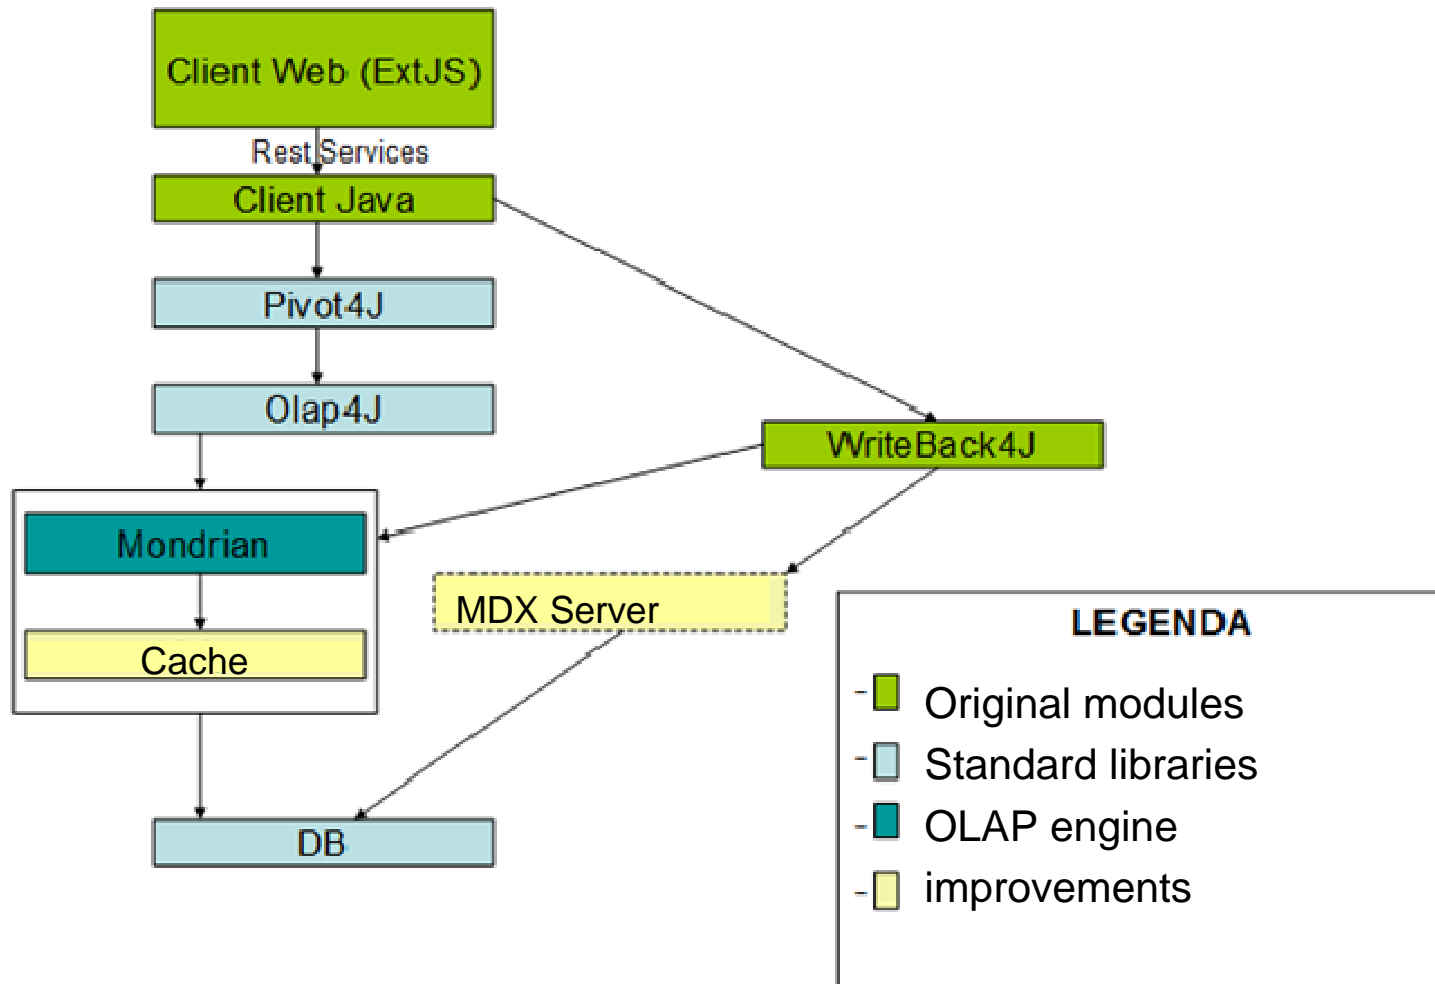 Client Web (ExtJS)
Rest Services
Client Java
Pivot4J
Olap4J
WriteBack4J
Mondrian
MDX Server
Cache
DB
LEGENDA
- Original modules
- Standard libraries
- OLAP engine
- improvements